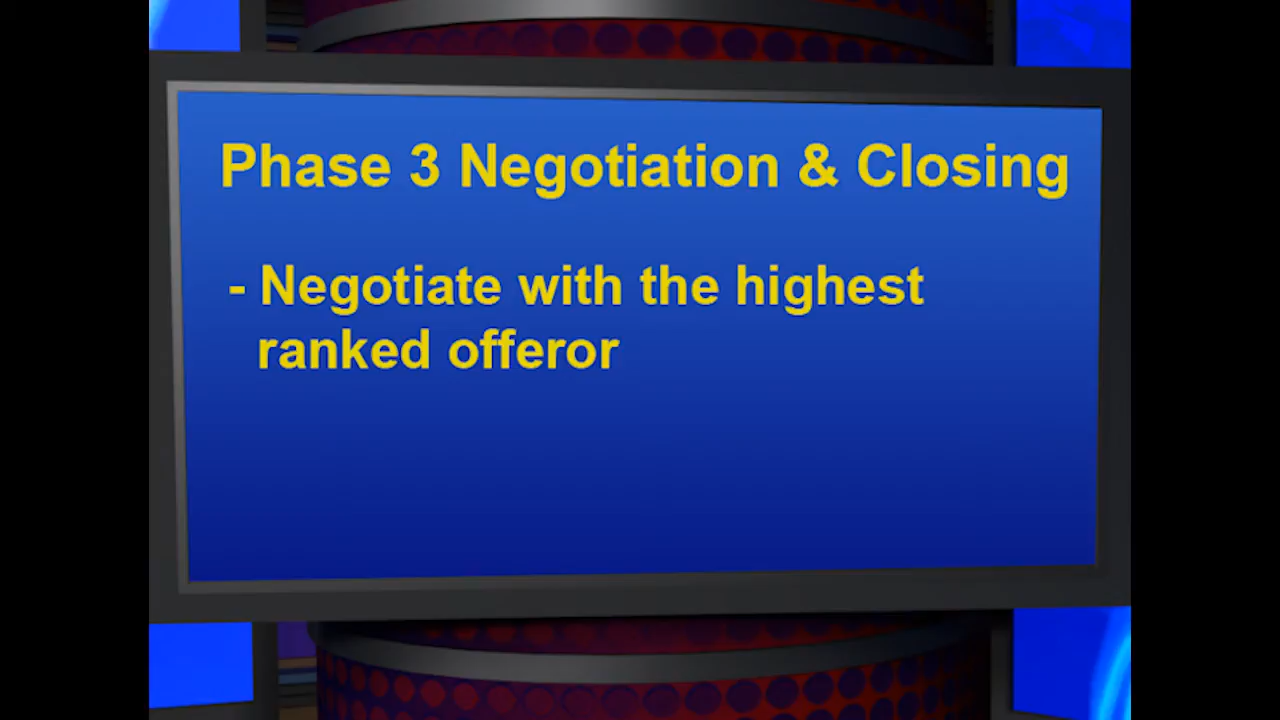 Phase 3 Negotiation & Closing
- Negotiate with the highest
ranked offeror